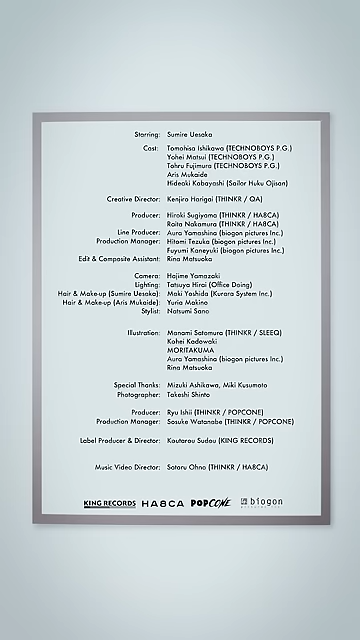 Starring: Sumire Uesaka
Cast: Tomohisa Ishikawa (TECHNOBOYS P.G.)
Yohei Matsui (TECHNOBOYS P.G.)
Tohru Fujimura (TECHNOBOYS P.G.)
Aris Mukaide
Hideaki Kobayashi (Sailor Huku Ojisan)
Creative Director: Kenjiro Harigai (THINKR / QA)
Producer: Hiroki Sugiyama (THINKR / HA8CA)
Raita Nakamura (THINKR / HA8CA)
Line Producer: Aura Yamashina (biogon pictures Inc.)
Production Manager: Hitomi Tezuka (biogon pictures Inc.)
Fuyumi Kaneyuki (biogon pictures Inc.)
Edit & Composite Assistant: Rina Matsuoka
Camera: Hajime Yamazaki
Lighting: Tatsuya Hirai (Office Doing)
Hair & Make-up (Sumire Uesaka): Maki Yoshida (Kurara System Inc.)
Hair & Make-up (Aris Mukaide): Yuria Makino
Stylist: Natsumi Sano
Illustration: Manami Satomura (THINKR / SLEEQ)
Kohei Kadowaki
MORITAKUMA
Aura Yamashina (biogon pictures Inc.)
Rina Matsuoka
Special Thanks: Mizuki Ashikawa, Miki Kusumoto
Photographer: Takeshi Shinto
Producer: Ryu Ishii (THINKR / POPCONE)
Production Manager: Sosuke Watanabe (THINKR / POPCONE)
Label Producer & Director: Koutarou Sudou (KING RECORDS)
Music Video Director: Sotaru Ohno (THINKR / HA8CA)
KING RECORDS HA8CA POPCONE biogon